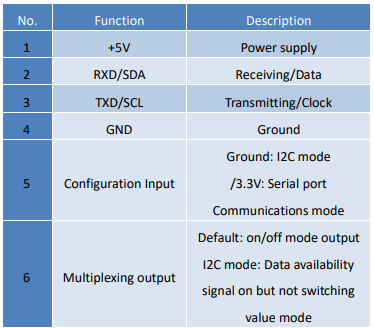 No. Function Description
1 +5V Power supply
2 RXD/SDA Receiving/Data
3 TXD/SCL Transmitting/Clock
4 GND Ground
5 Configuration Input Ground: I2C mode
/3.3V: Serial port
Communications mode
6 Multiplexing output Default: on/off mode output
I2C mode: Data availability
signal on but not switching
value mode